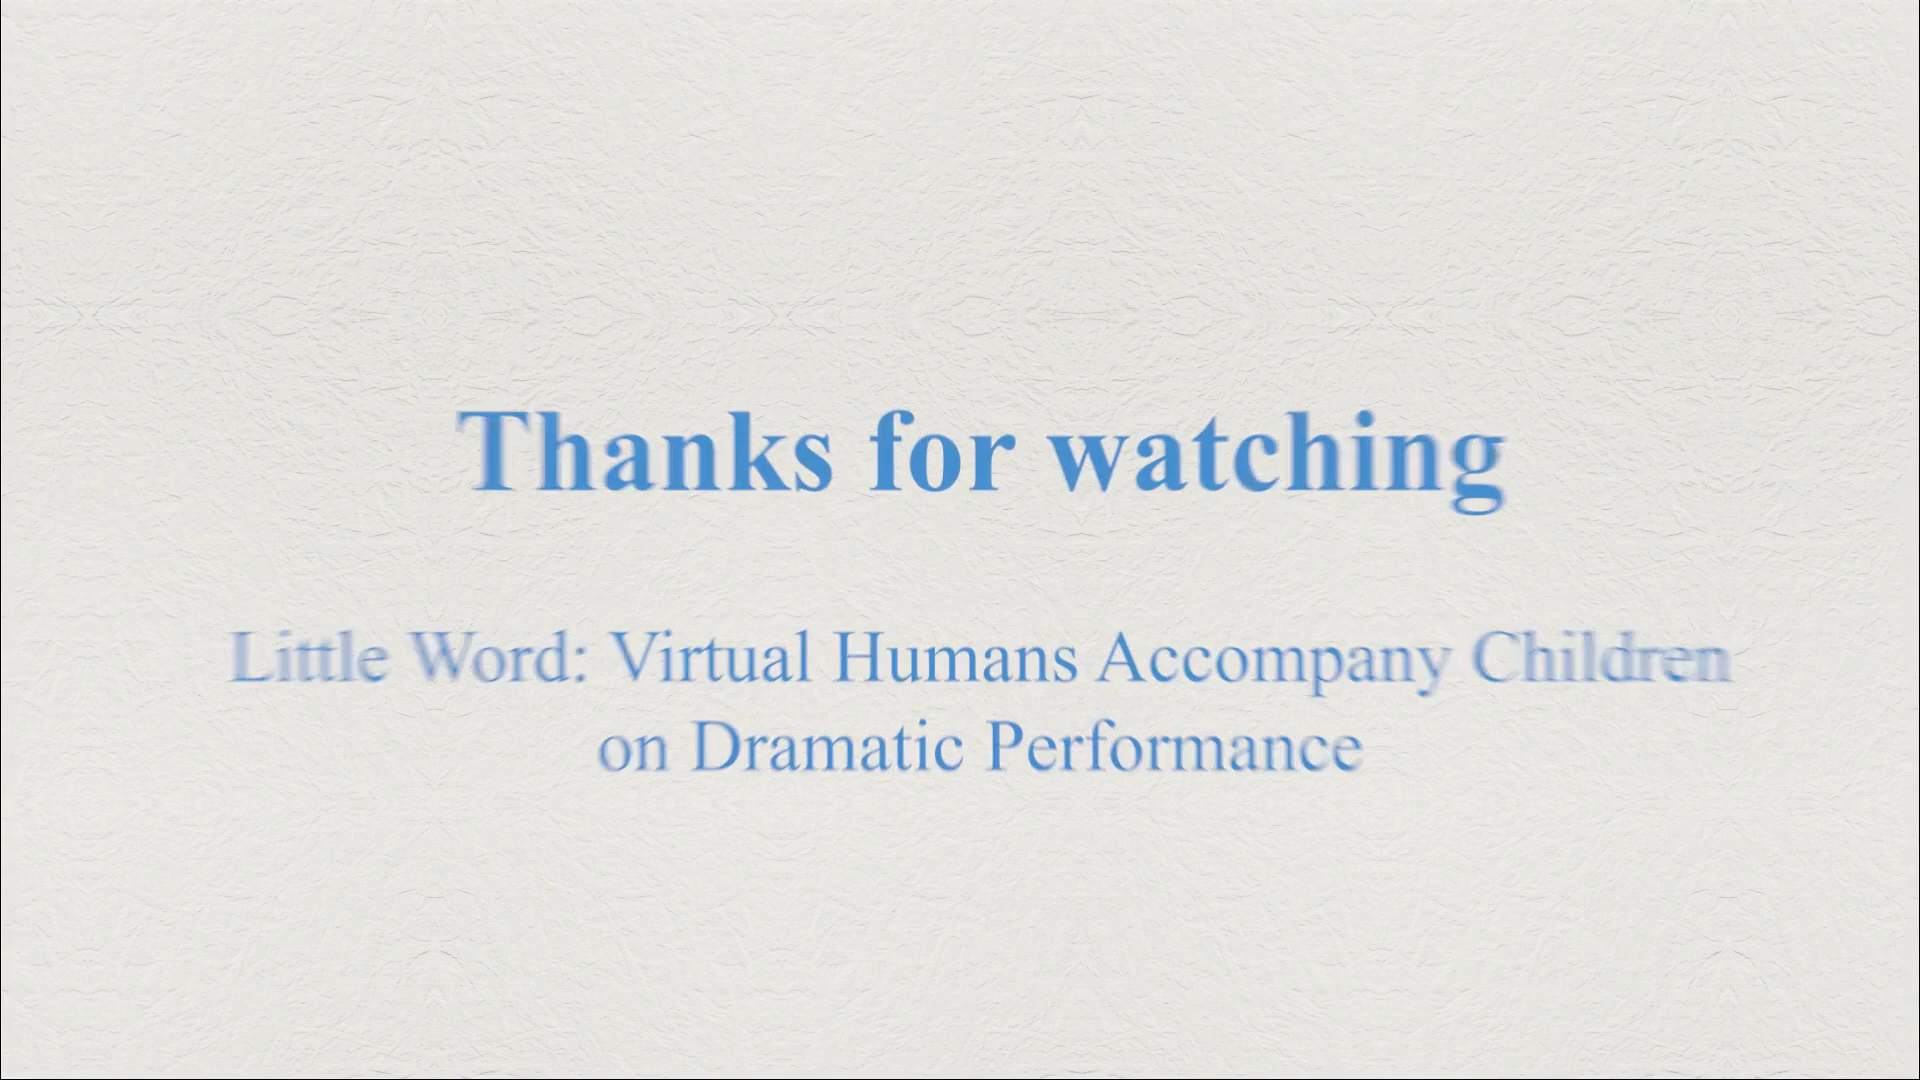 Thanks for watching
Little Word: Virtual Humans Accompany Children
on Dramatic Performance